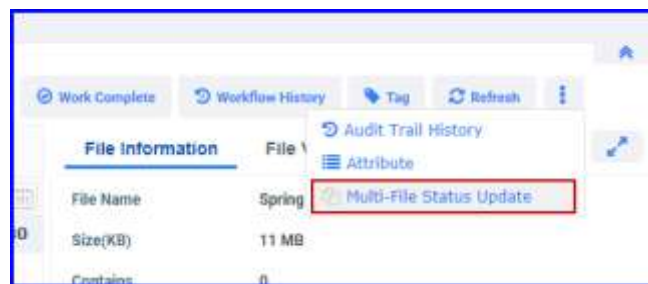 Work Complete Workflow History Tag Refresh
Audit Trail History
File Information File V
Attribute
Multi-File Status Update
File Name Spring
Size(KB) 11 MB
Contains 0